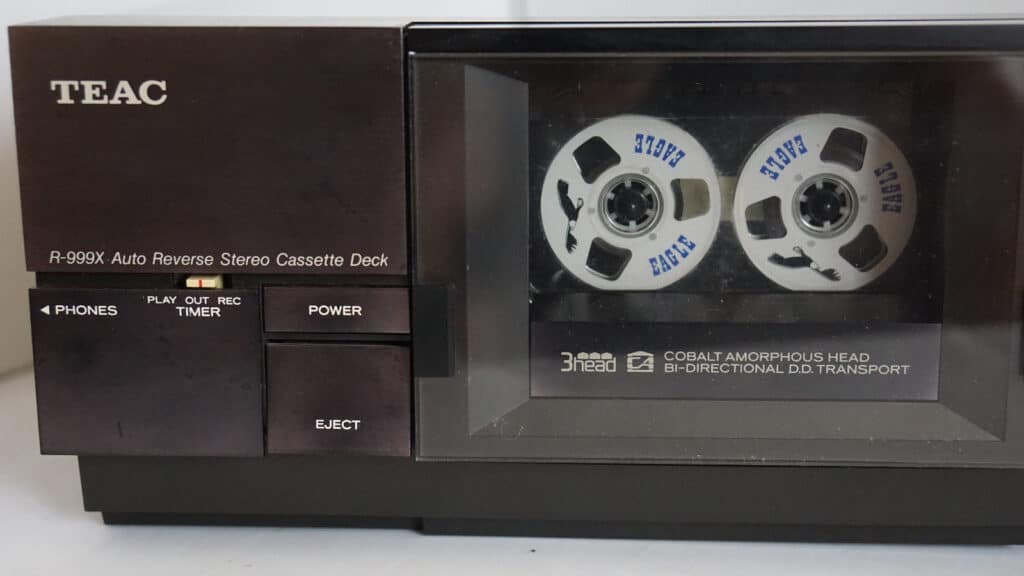 TEAC
R-999X Auto Reverse Stereo Cassette Deck
PHONES
PLAY OUT REC
TIMER
POWER
EJECT
EAGLE
EAGLE
EAGLE
EAGLE
3head
COBALT AMORPHOUS HEAD
BI-DIRECTIONAL D.D. TRANSPORT